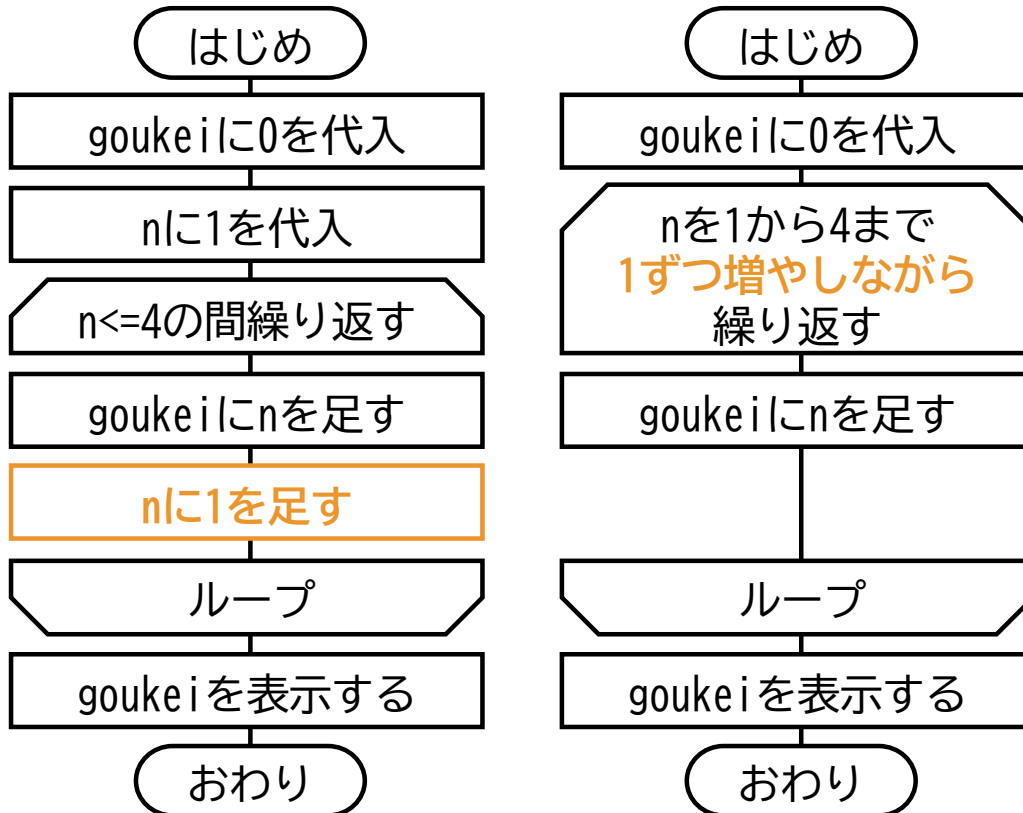 はじめ
goukeiに0を代入
nに1を代入
n<=4の間繰り返す
goukeiにnを足す
nに1を足す
ループ
goukeiを表示する
おわり
はじめ
goukeiに0を代入
nを1から4まで
1ずつ増やしながら
繰り返す
goukeiにnを足す
ループ
goukeiを表示する
おわり